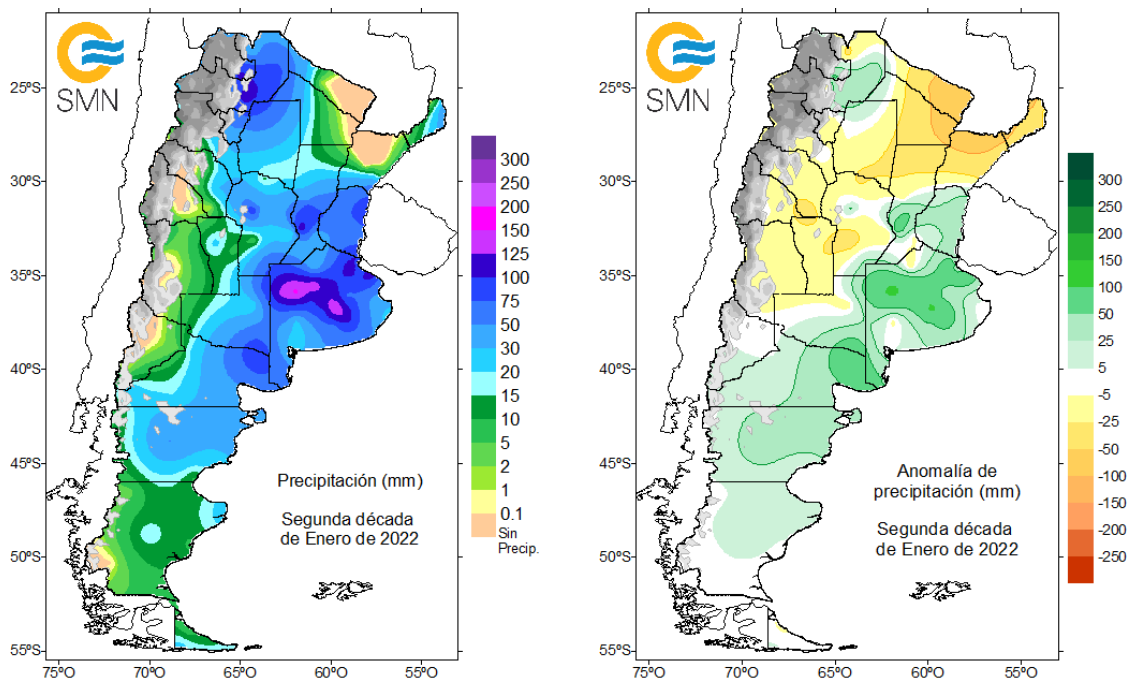 SMN
25ºS
30ºS
35ºS
40ºS
45ºS
50ºS
55ºS
75ºO
70ºO
65ºO
60ºO
55ºO
300
250
200
150
125
100
75
50
30
20
15
10
5
2
1
0.1
Sin
Precip.
Precipitación (mm)
Segunda década
de Enero de 2022
SMN
25ºS
30ºS
35ºS
40ºS
45ºS
50ºS
55ºS
75ºO
70ºO
65ºO
60ºO
55ºO
300
250
200
150
100
50
25
5
-5
-25
-50
-100
-150
-200
-250
Anomalía de
precipitación (mm)
Segunda década
de Enero de 2022